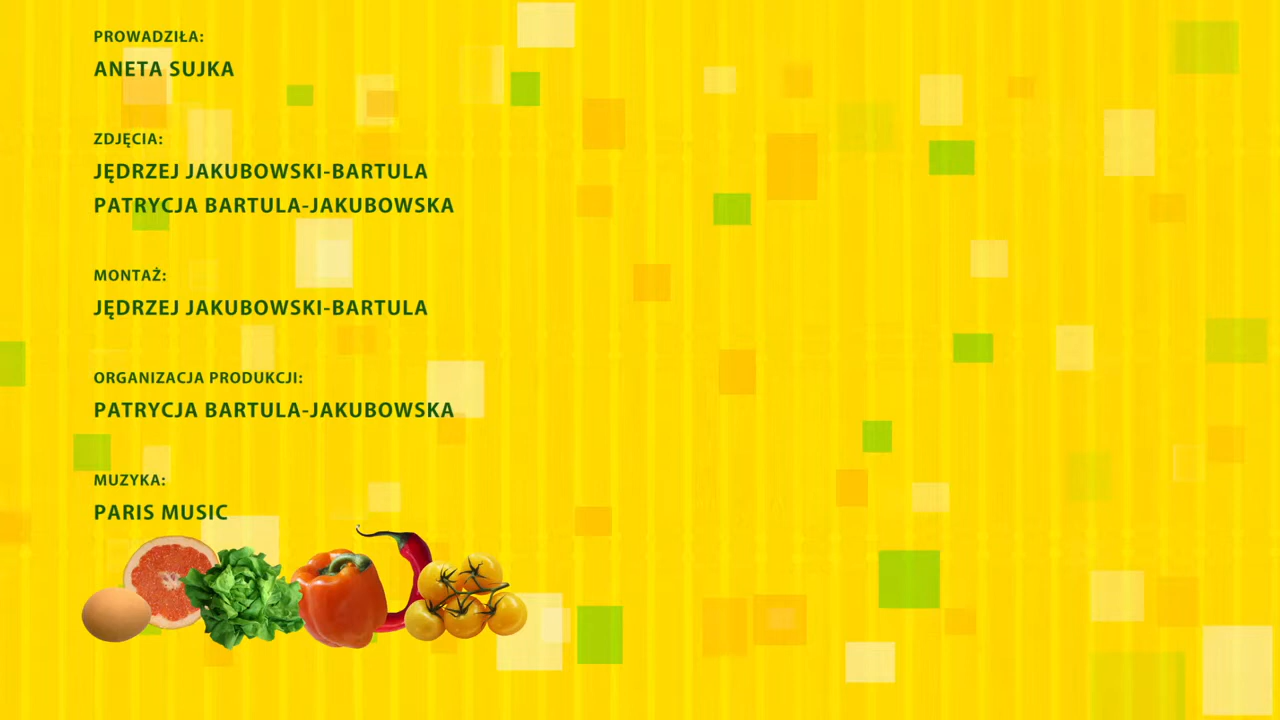 PROWADZIŁA:
ANETA SUJKA
ZDJĘCIA:
JĘDRZEJ JAKUBOWSKI-BARTULA
PATRYCJA BARTULA-JAKUBOWSKA
MONTAŻ:
JĘDRZEJ JAKUBOWSKI-BARTULA
ORGANIZACJA PRODUKCJI:
PATRYCJA BARTULA-JAKUBOWSKA
MUZYKA:
PARIS MUSIC